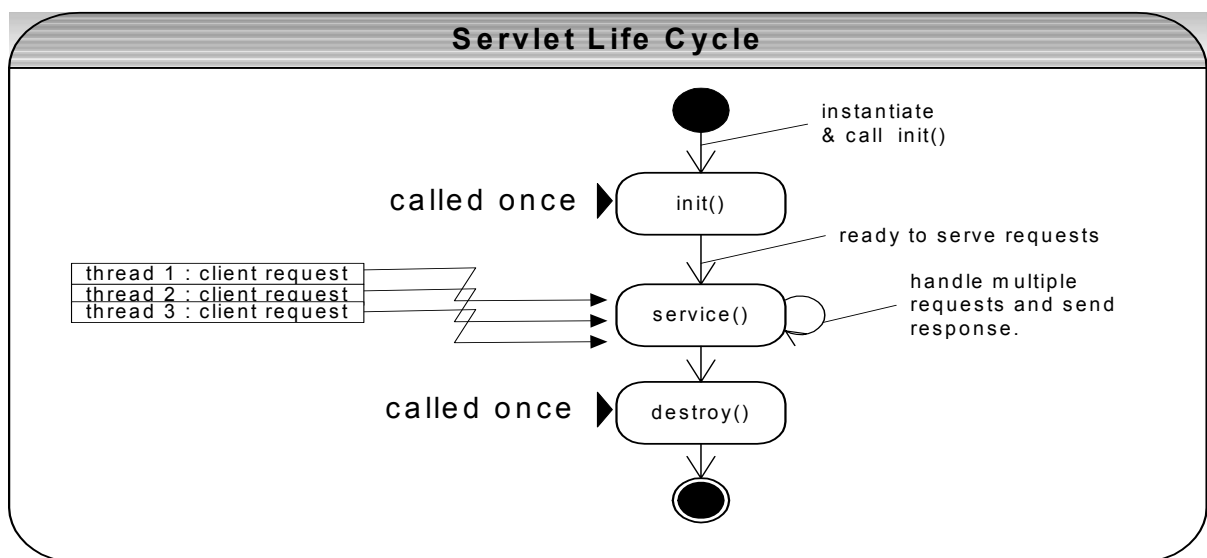 Servlet Life Cycle
instantiate
& call init()
called once
init()
ready to serve requests
thread 1 : client request
thread 2 : client request
thread 3 : client request
service()
handle multiple
requests and send
response.
called once
destroy()